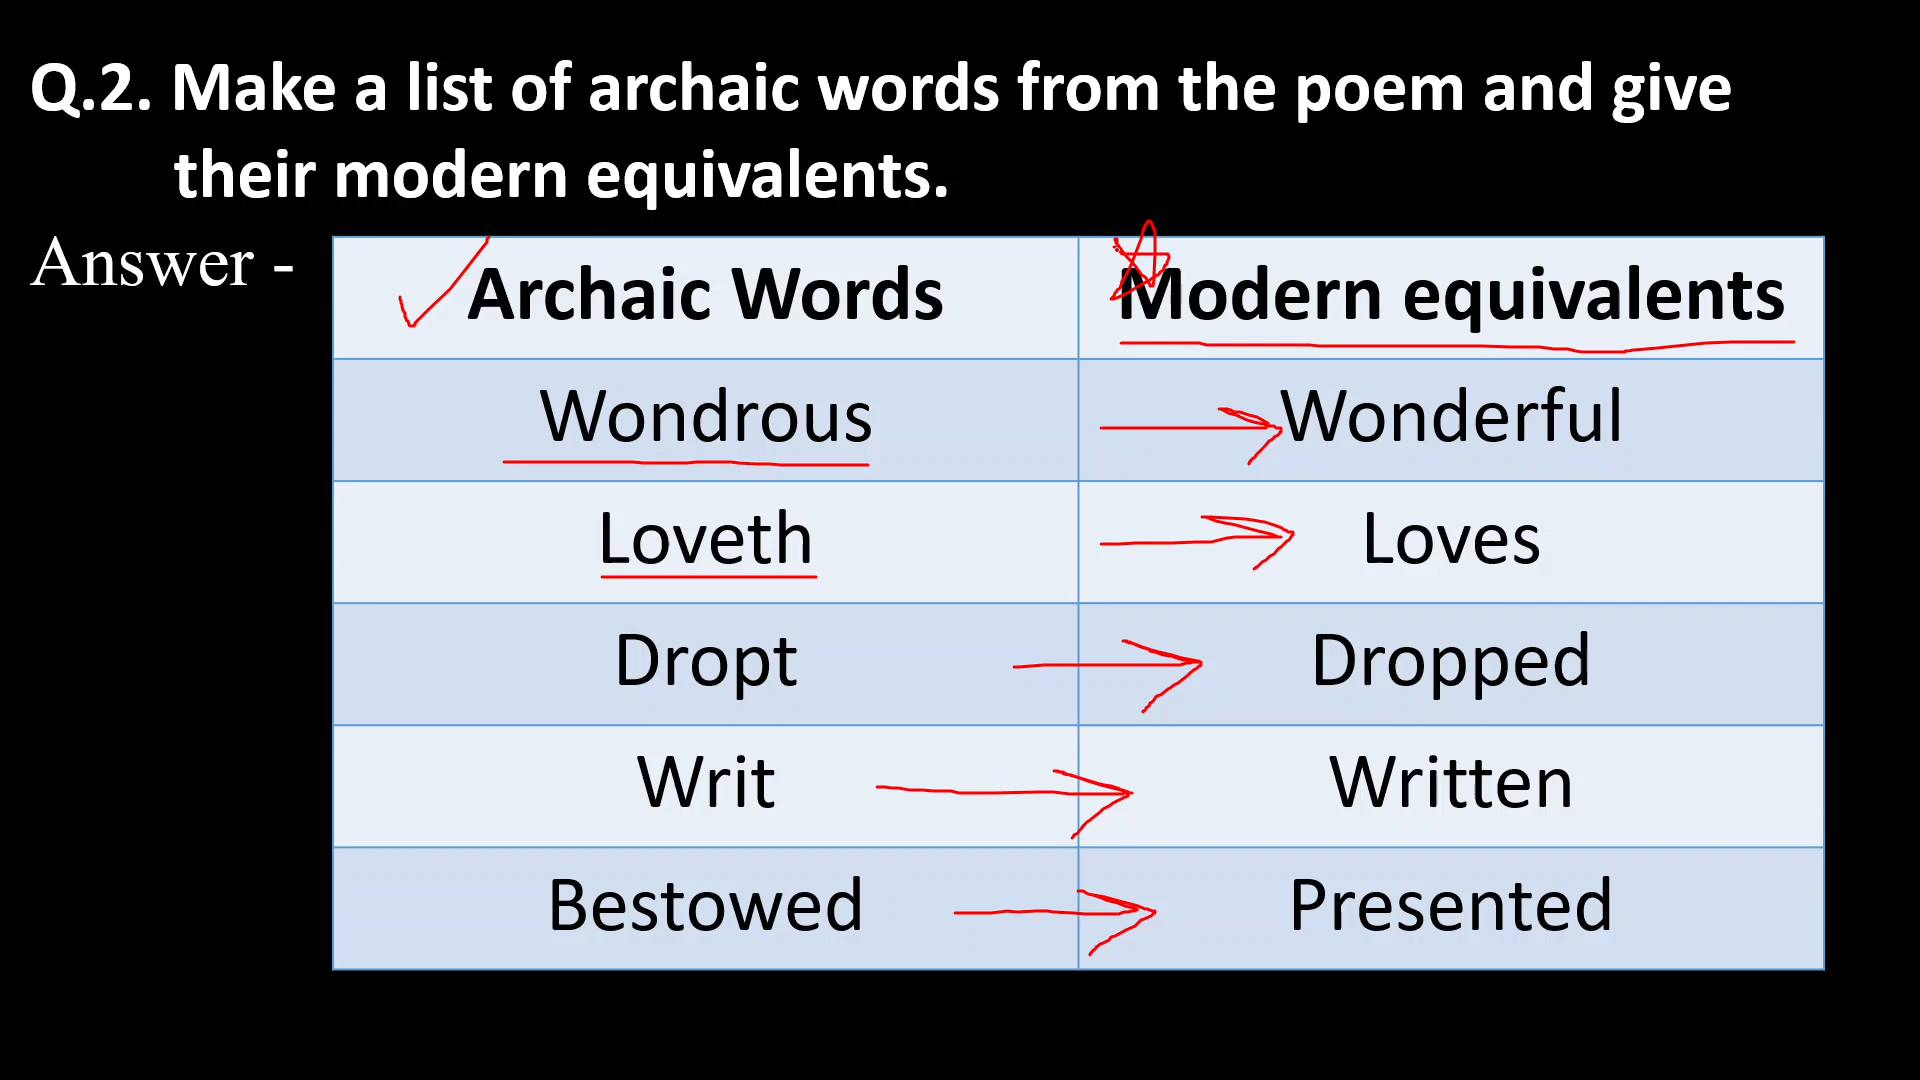 Q.2. Make a list of archaic words from the poem and give
their modern equivalents.
Answer -
Archaic Words Modern equivalents
Wondrous Wonderful
Loveth Loves
Dropt Dropped
Writ Written
Bestowed Presented